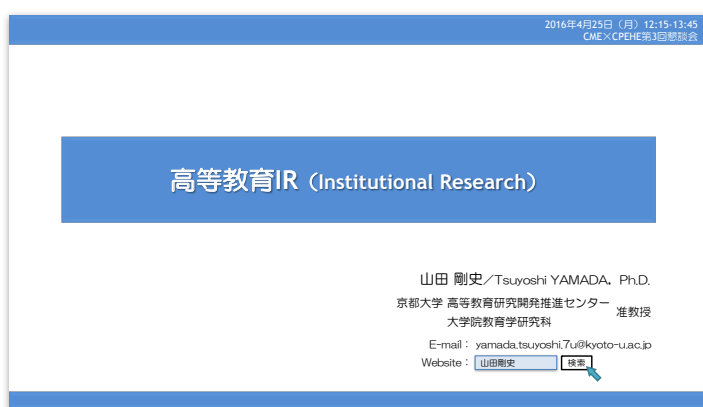 2016年4月25日（月）12:15-13:45
CME×CPEHE第3回懇談会
高等教育IR（Institutional Research）
山田 剛史／Tsuyoshi YAMADA, Ph.D.
京都大学 高等教育研究開発推進センター
大学院教育学研究科
准教授
E-mail： yamada.tsuyoshi.7u@kyoto-u.ac.jp
Website： 山田剛史 検索